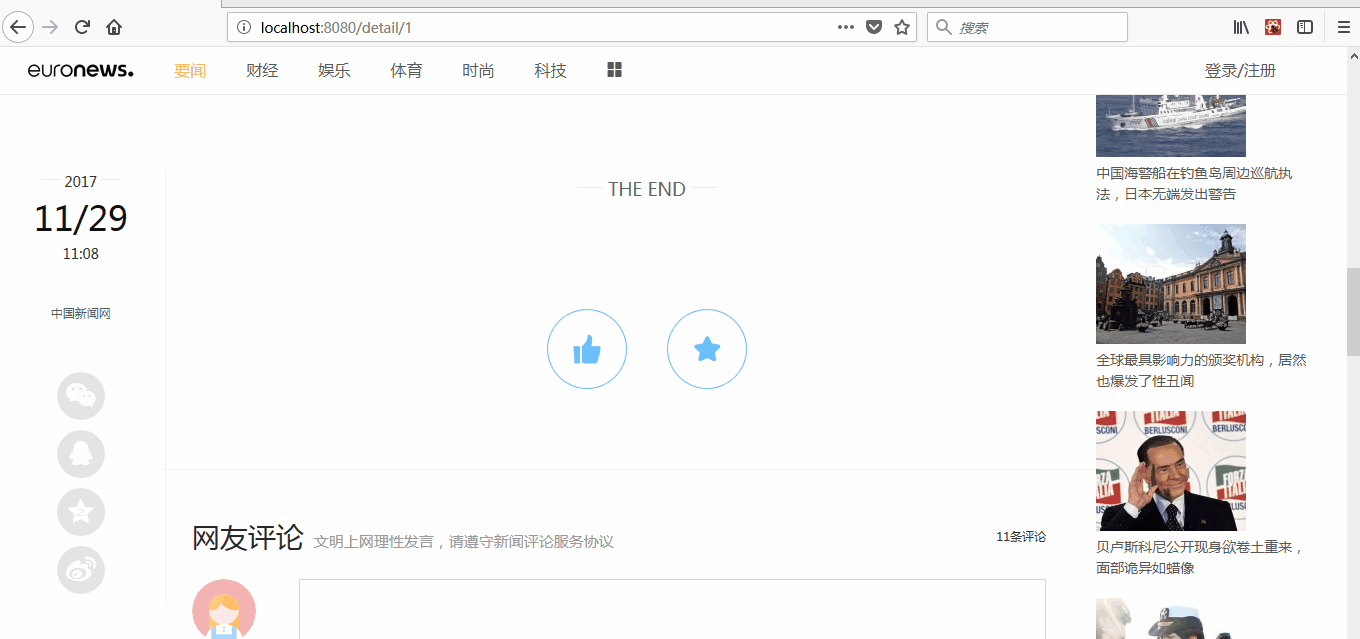 localhost:8080/detail/1
搜索
euronews.
要闻
财经
娱乐
体育
时尚
科技
登录/注册
2017
11/29
11:08
中国新闻网
THE END
网友评论
文明上网理性发言，请遵守新闻评论服务协议
11条评论
中国海警船在钓鱼岛周边巡航执
法，日本无端发出警告
全球最具影响力的颁奖机构，居然
也爆发了性丑闻
ITALIA
BERLUSCONI
贝卢斯科尼公开现身欲卷土重来，
面部诡异如蜡像